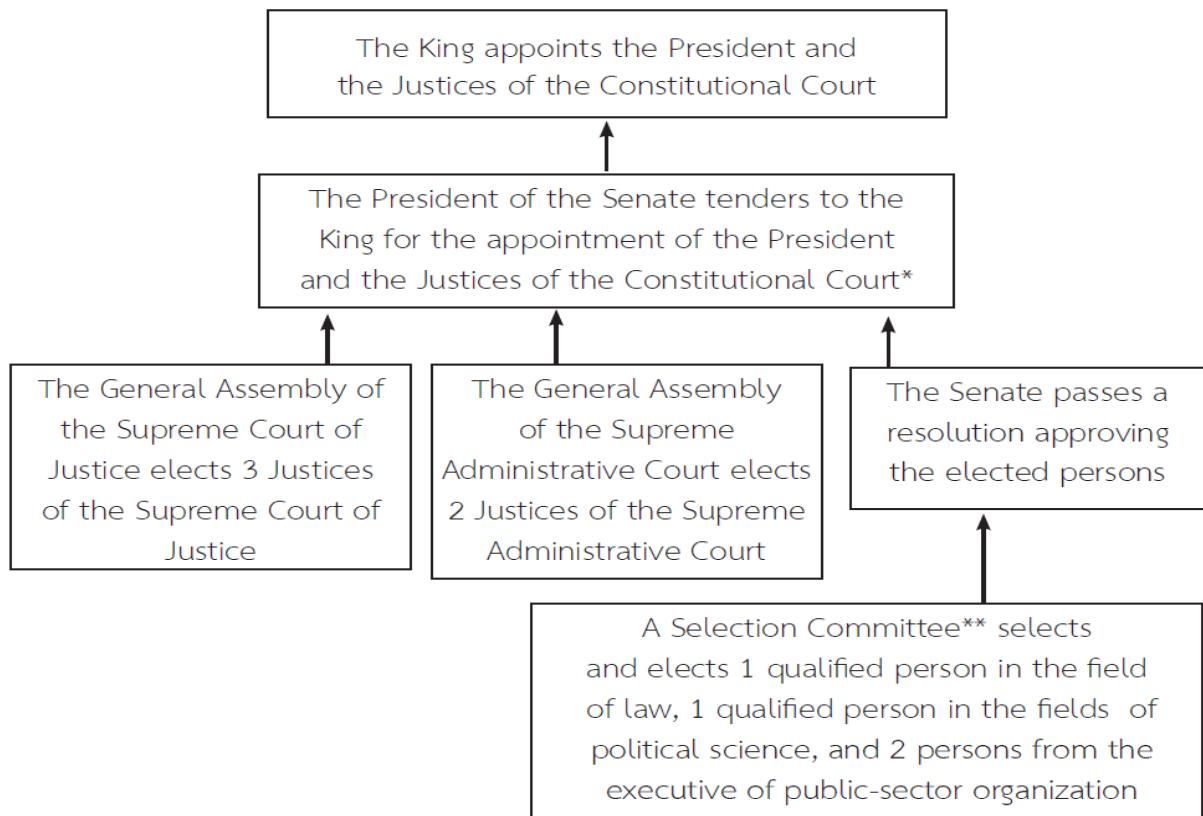 The King appoints the President and
the Justices of the Constitutional Court
The President of the Senate tenders to the
King for the appointment of the President
and the Justices of the Constitutional Court*
The General Assembly of
the Supreme Court of
Justice elects 3 Justices
of the Supreme Court of
Justice
The General Assembly
of the Supreme
Administrative Court elects
2 Justices of the Supreme
Administrative Court
The Senate passes a
resolution approving
the elected persons
A Selection Committee** selects
and elects 1 qualified person in the field
of law, 1 qualified person in the fields of
political science, and 2 persons from the
executive of public-sector organization